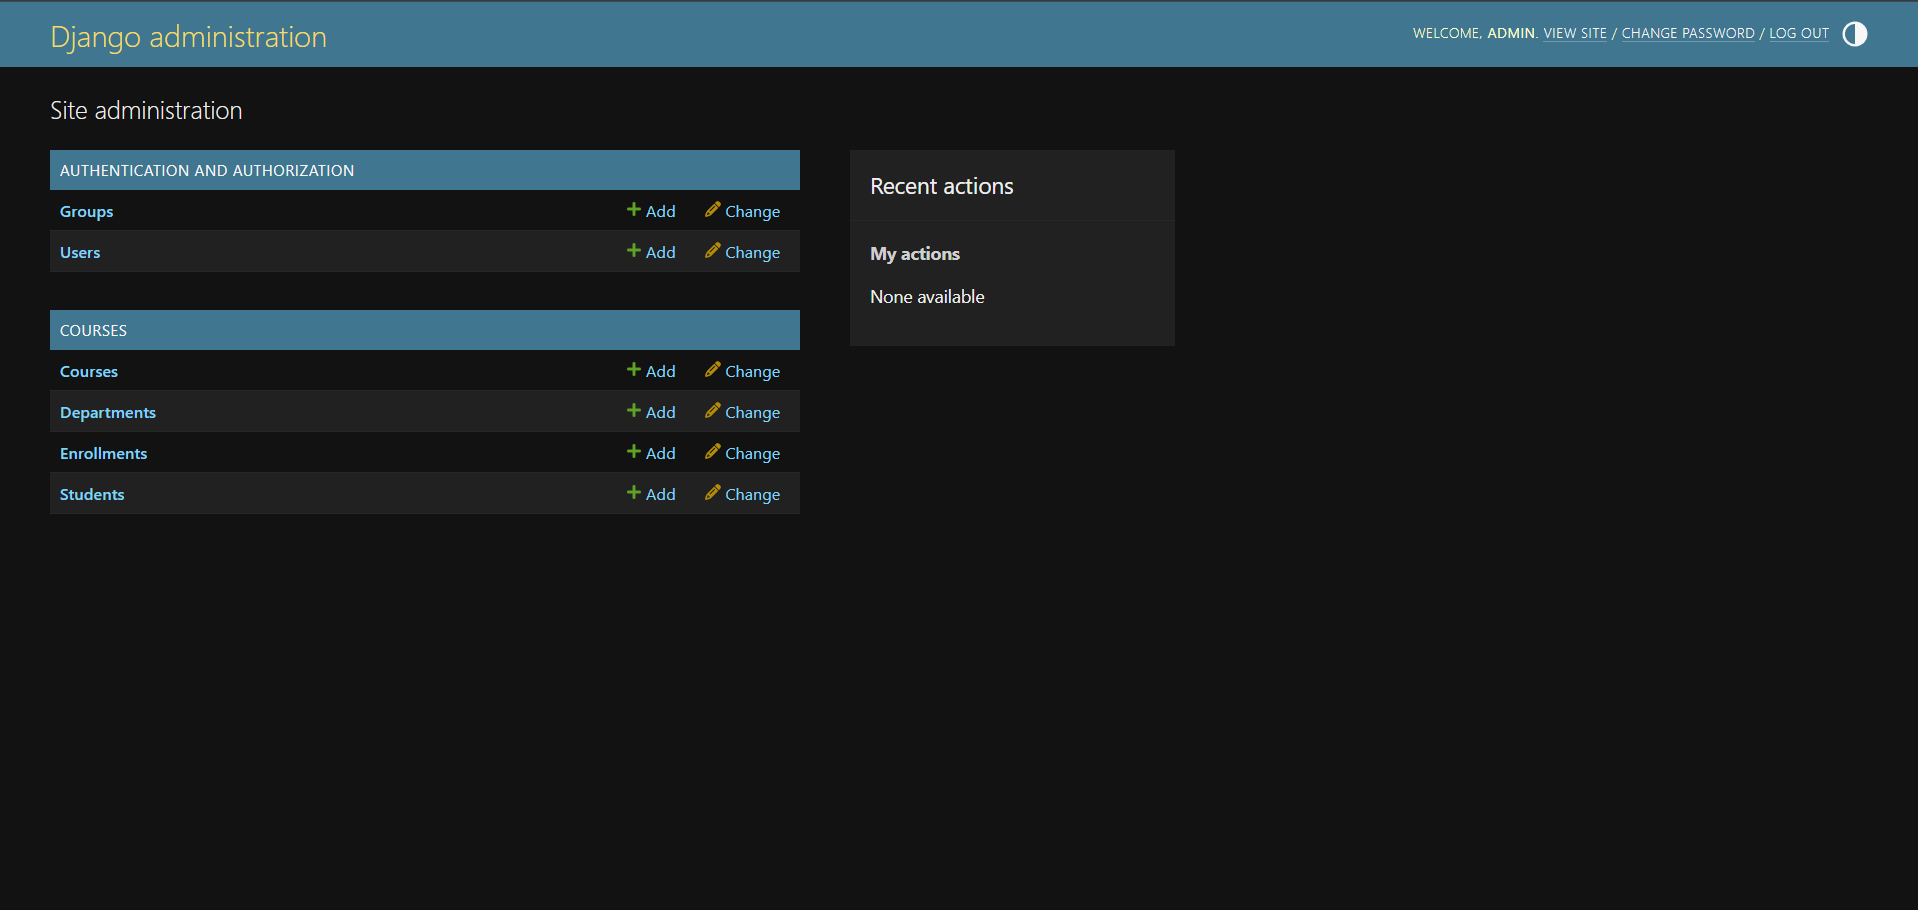 Django administration
WELCOME, ADMIN. VIEW SITE / CHANGE PASSWORD / LOG OUT
Site administration
AUTHENTICATION AND AUTHORIZATION
Groups Add Change
Users Add Change
COURSES
Courses Add Change
Departments Add Change
Enrollments Add Change
Students Add Change
Recent actions
My actions
None available